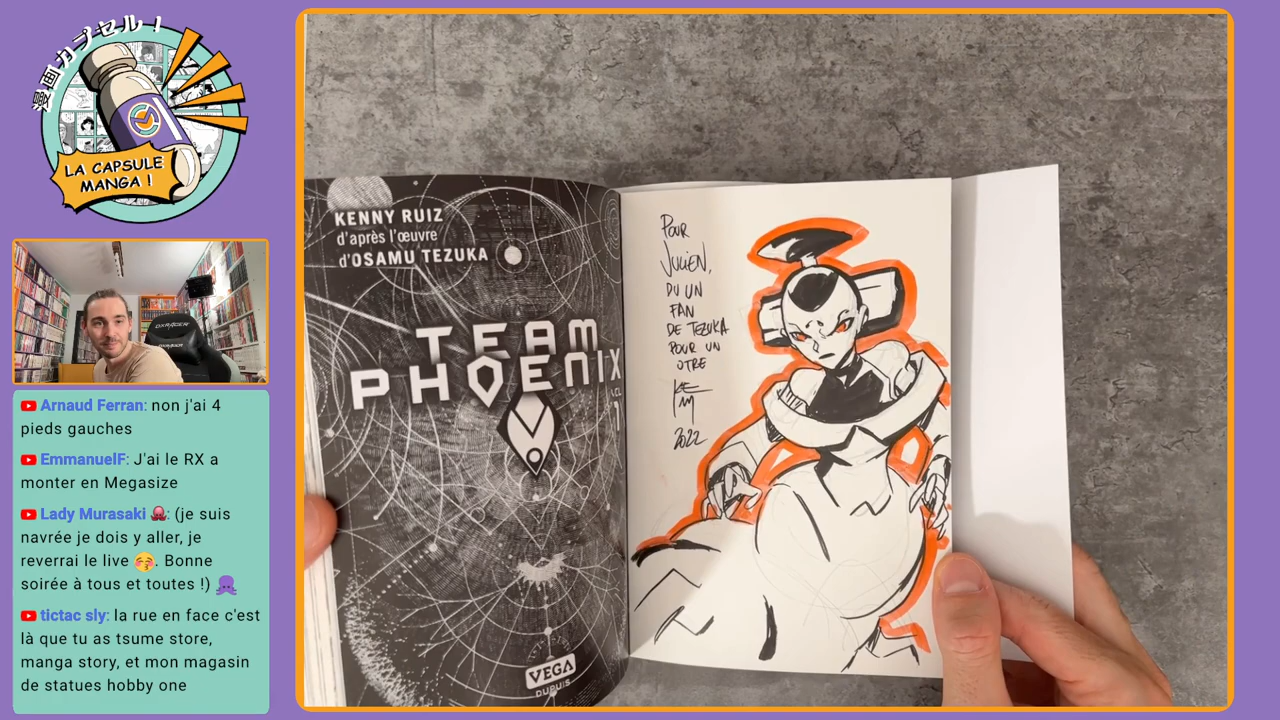 漫画カプセル！
LA CAPSULE
MANGA !
DXRACER
Arnaud Ferran: non j'ai 4
pieds gauches
EmmanuelF: J'ai le RX a
monter en Megasize
Lady Murasaki 🐙: (je suis
navrée je dois y aller, je
reverrai le live 😚. Bonne
soirée à tous et toutes !) 🐙
tictac sly: la rue en face c'est
là que tu as tsume store,
manga story, et mon magasin
de statues hobby one
KENNY RUIZ
d'après l'œuvre
d'OSAMU TEZUKA
TEAM
PHOENIX
1
VEGA
DUPUIS
POUR
JULIEN,
DU UN
FAN
DE TEZUKA
POUR UN
OTRE
2022